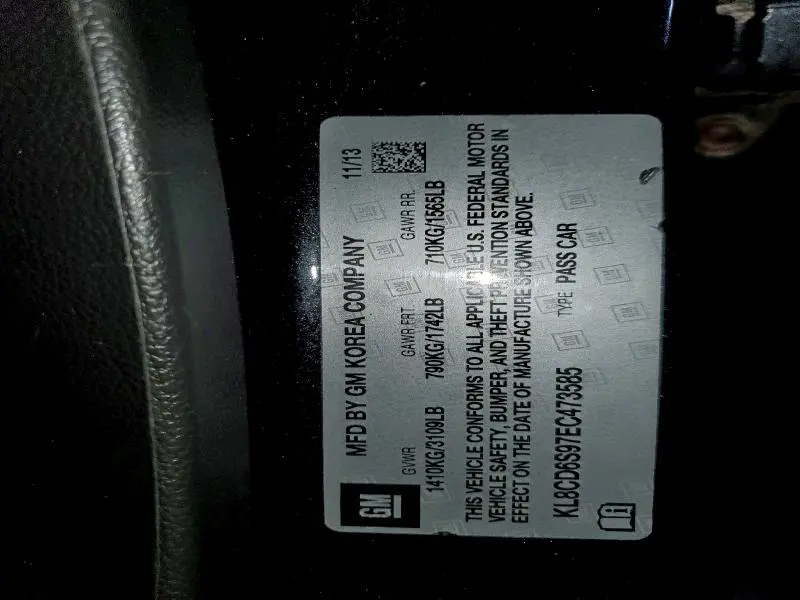 GM
MFD BY GM KOREA COMPANY 11/13
GVWR GAWR FRT. GAWR RR.
1410KG/3109LB 790KG/1742LB 710KG/1565LB
THIS VEHICLE CONFORMS TO ALL APPLICABLE U.S. FEDERAL MOTOR
VEHICLE SAFETY, BUMPER, AND THEFT PREVENTION STANDARDS IN
EFFECT ON THE DATE OF MANUFACTURE SHOWN ABOVE.
KL8CD6S97EC473585 TYPE: PASS CAR